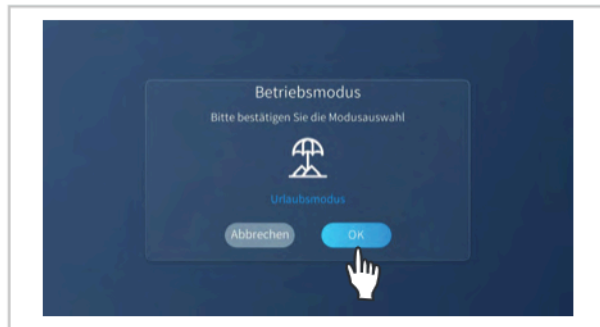 Betriebsmodus
Bitte bestätigen Sie die Modusauswahl
Urlaubsmodus
Abbrechen OK